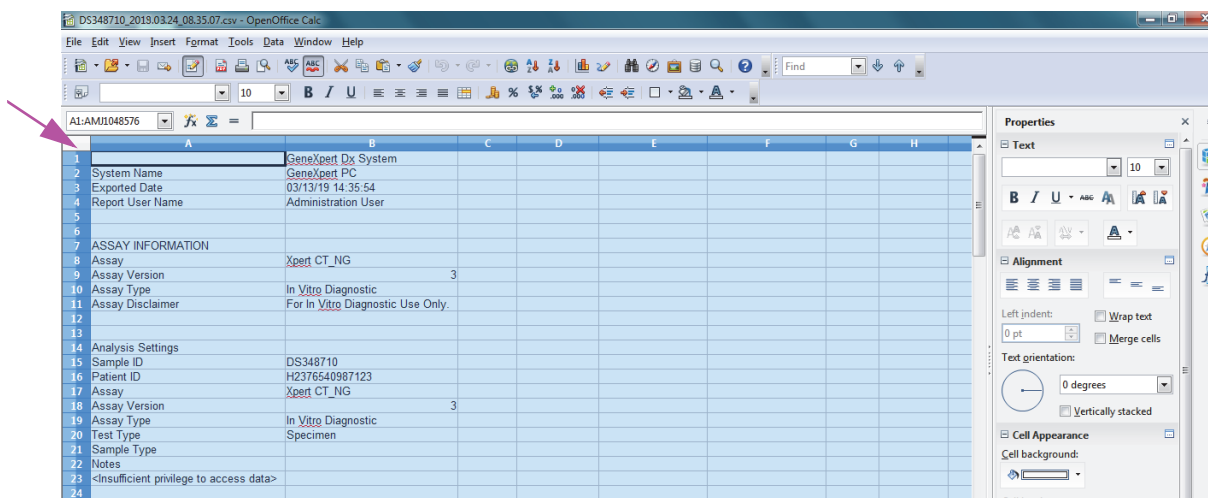 DS348710_2019.03.24_08.35.07.csv - OpenOffice Calc
File Edit View Insert Format Tools Data Window Help
Find
10 B I U
A1:AMJ1048576
Properties
A B C D E F G H
Text
1 GeneXpert Dx System
2 System Name GeneXpert PC
10
3 Exported Date 03/13/19 14:35:54
4 Report User Name Administration User
B I U ABC
5
6
7 ASSAY INFORMATION
8 Assay Xpert CT_NG
Alignment
9 Assay Version 3
10 Assay Type In Vitro Diagnostic
11 Assay Disclaimer For In Vitro Diagnostic Use Only.
12
Left indent: Wrap text
13
0 pt Merge cells
14 Analysis Settings
15 Sample ID DS348710
Text orientation:
16 Patient ID H2376540987123
17 Assay Xpert CT_NG
0 degrees
18 Assay Version 3
19 Assay Type In Vitro Diagnostic
Vertically stacked
20 Test Type Specimen
Cell Appearance
21 Sample Type
22 Notes
Cell background:
23 <Insufficient privilege to access data>
24